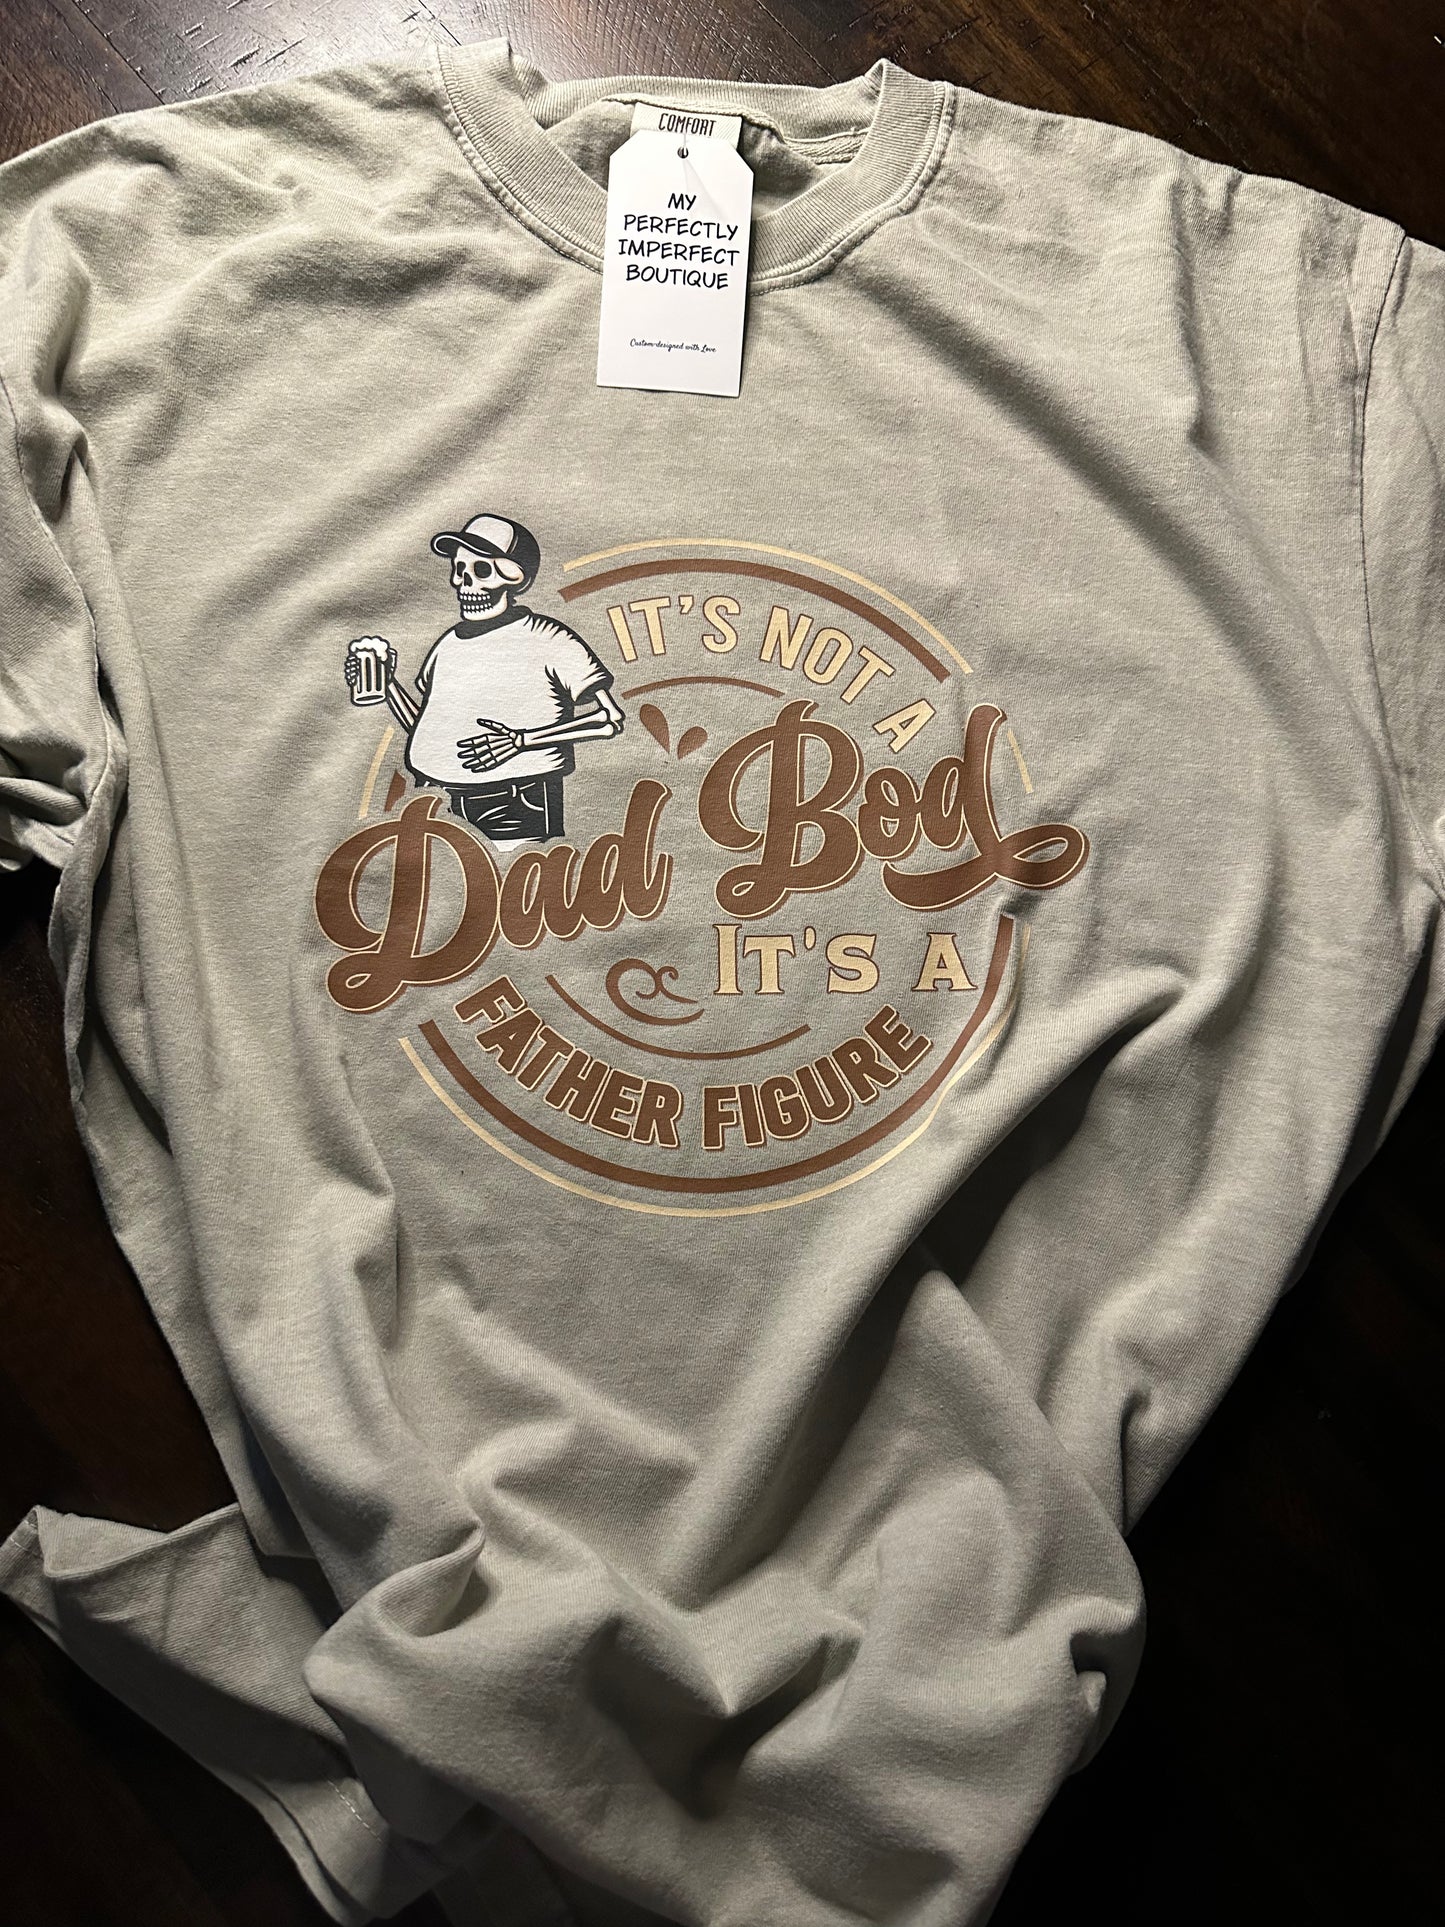 COMFORT
MY
PERFECTLY
IMPERFECT
BOUTIQUE
Custom-designed with Love
IT'S NOT A
Dad Bod
IT'S A
FATHER FIGURE